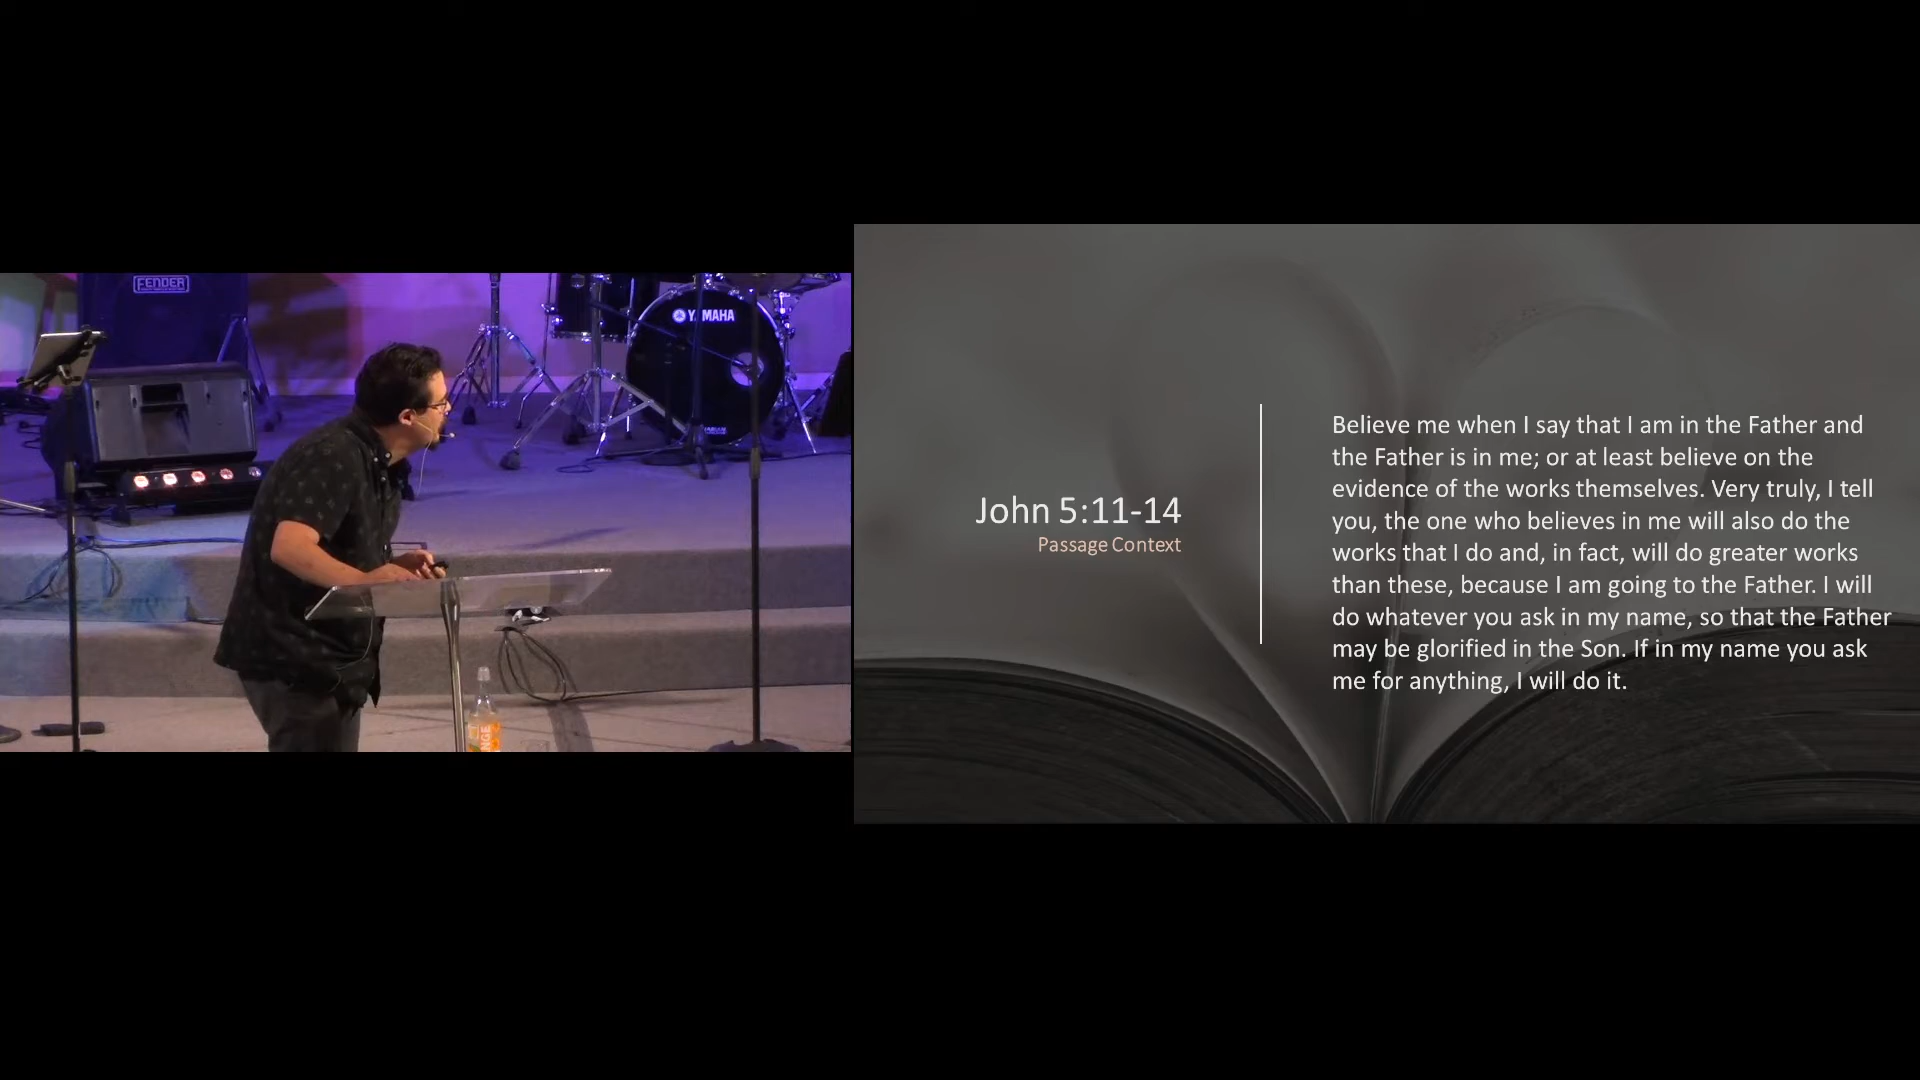 FENDER
YAMAHA
NGE
John 5:11-14
Passage Context
Believe me when I say that I am in the Father and
the Father is in me; or at least believe on the
evidence of the works themselves. Very truly, I tell
you, the one who believes in me will also do the
works that I do and, in fact, will do greater works
than these, because I am going to the Father. I will
do whatever you ask in my name, so that the Father
may be glorified in the Son. If in my name you ask
me for anything, I will do it.